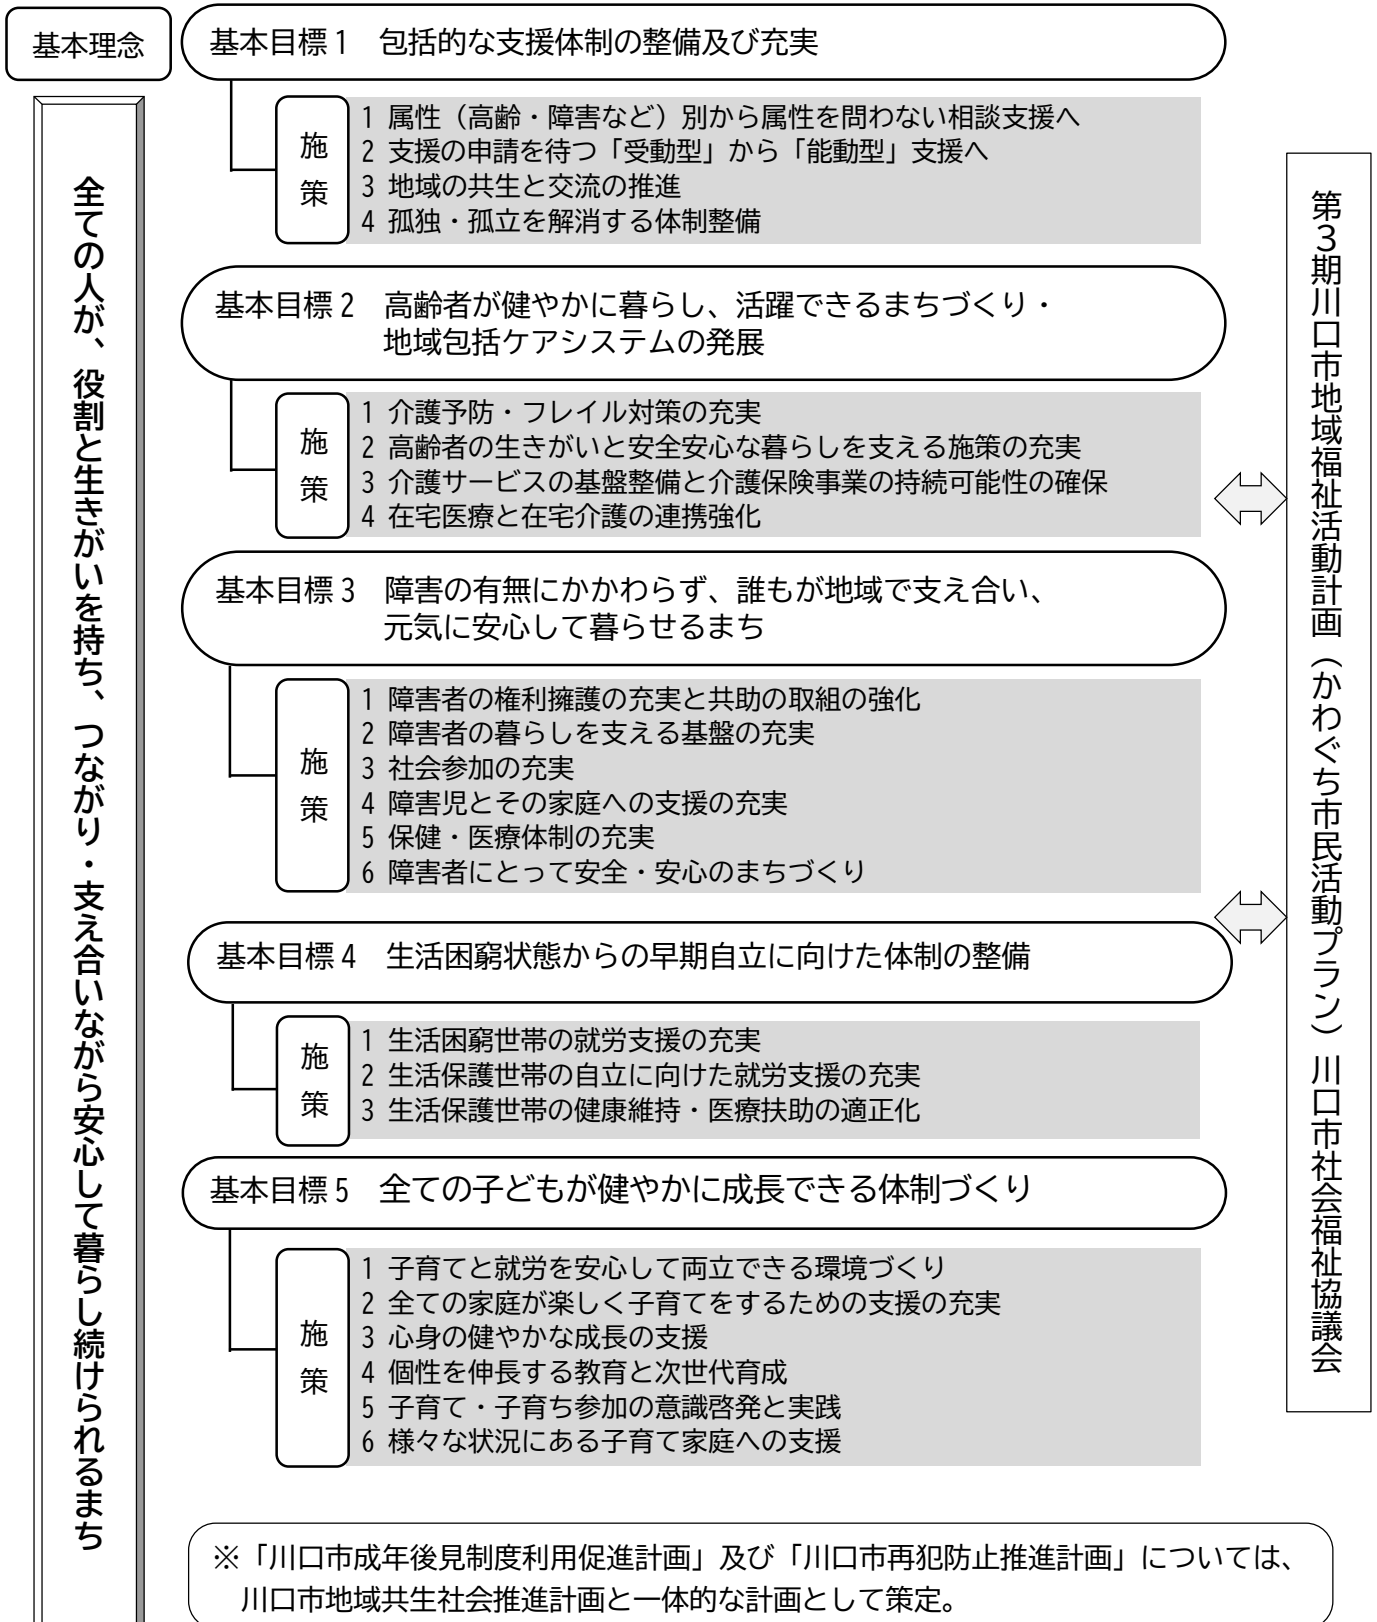 基本理念
全ての人が、役割と生きがいを持ち、つながり・支え合いながら安心して暮らし続けられるまち
基本目標１　包括的な支援体制の整備及び充実
施策
1 属性（高齢・障害など）別から属性を問わない相談支援へ
2 支援の申請を待つ「受動型」から「能動型」支援へ
3 地域の共生と交流の推進
4 孤独・孤立を解消する体制整備
基本目標２　高齢者が健やかに暮らし、活躍できるまちづくり・
地域包括ケアシステムの発展
施策
1 介護予防・フレイル対策の充実
2 高齢者の生きがいと安全安心な暮らしを支える施策の充実
3 介護サービスの基盤整備と介護保険事業の持続可能性の確保
4 在宅医療と在宅介護の連携強化
基本目標３　障害の有無にかかわらず、誰もが地域で支え合い、
元気に安心して暮らせるまち
施策
1 障害者の権利擁護の充実と共助の取組の強化
2 障害者の暮らしを支える基盤の充実
3 社会参加の充実
4 障害児とその家庭への支援の充実
5 保健・医療体制の充実
6 障害者にとって安全・安心のまちづくり
基本目標４　生活困窮状態からの早期自立に向けた体制の整備
施策
1 生活困窮世帯の就労支援の充実
2 生活保護世帯の自立に向けた就労支援の充実
3 生活保護世帯の健康維持・医療扶助の適正化
基本目標５　全ての子どもが健やかに成長できる体制づくり
施策
1 子育てと就労を安心して両立できる環境づくり
2 全ての家庭が楽しく子育てをするための支援の充実
3 心身の健やかな成長の支援
4 個性を伸長する教育と次世代育成
5 子育て・子育ち参加の意識啓発と実践
6 様々な状況にある子育て家庭への支援
第３期川口市地域福祉活動計画（かわぐち市民活動プラン）川口市社会福祉協議会
※「川口市成年後見制度利用促進計画」及び「川口市再犯防止推進計画」については、
川口市地域共生社会推進計画と一体的な計画として策定。